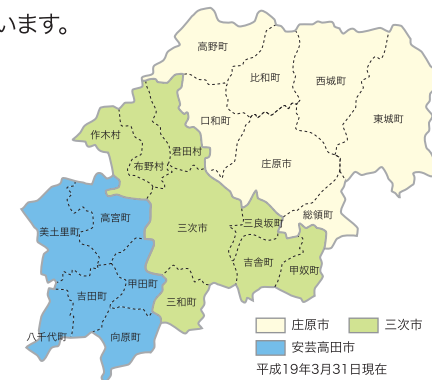 います。
高野町
比和町
西城町
東城町
口和町
作木村
君田村
布野村
庄原市
総領町
高宮町
三次市
三良坂町
美土里町
吉舎町
甲奴町
甲田町
吉田町
三和町
八千代町
向原町
庄原市 三次市
安芸高田市
平成19年3月31日現在